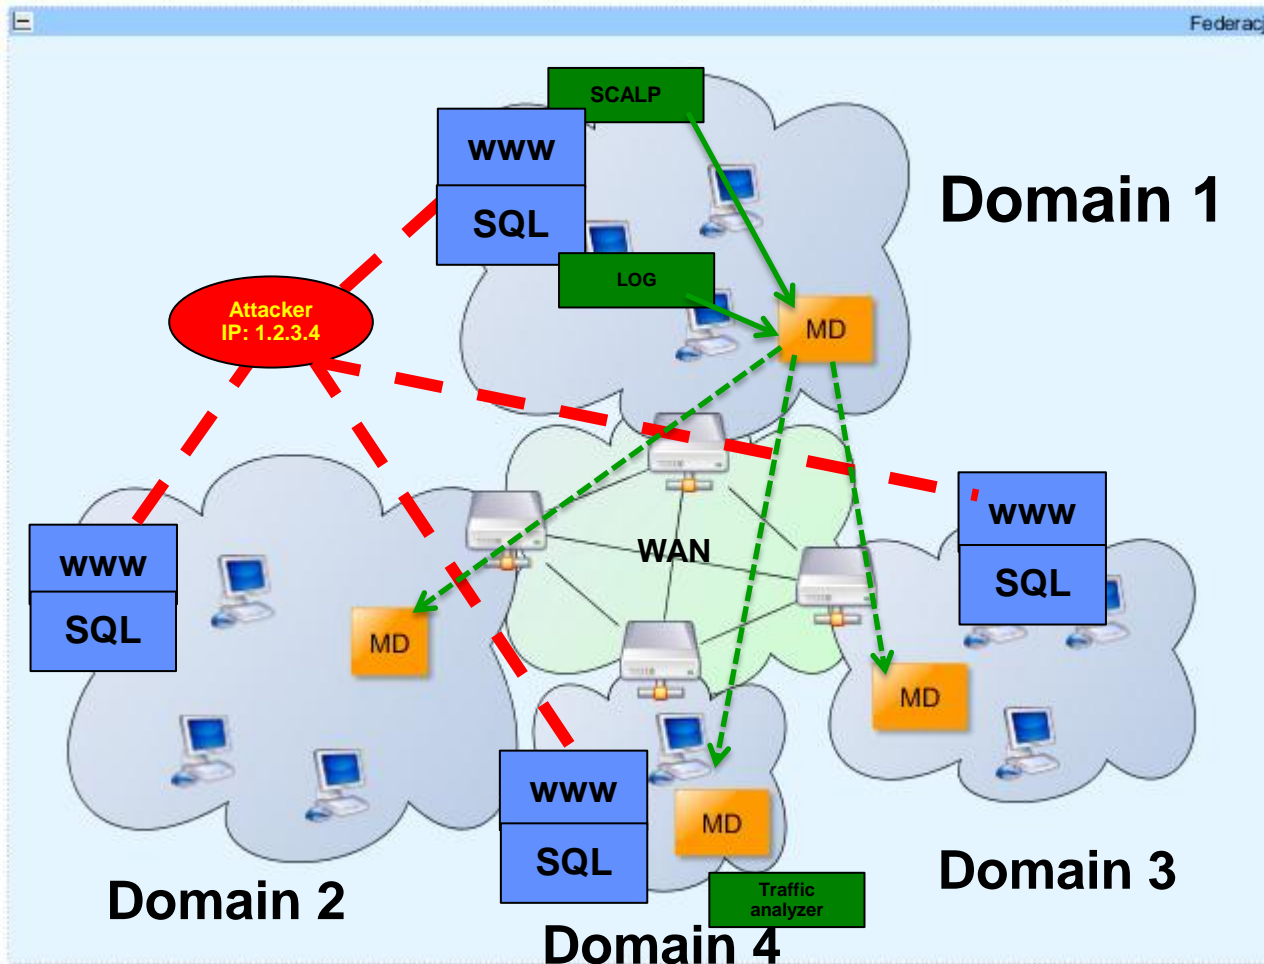 Federacj
SCALP
www
SQL
Domain 1
LOG
Attacker
IP: 1.2.3.4
MD
www
SQL
WAN
www
SQL
MD
MD
www
SQL
MD
Domain 2
Domain 3
Traffic
analyzer
Domain 4